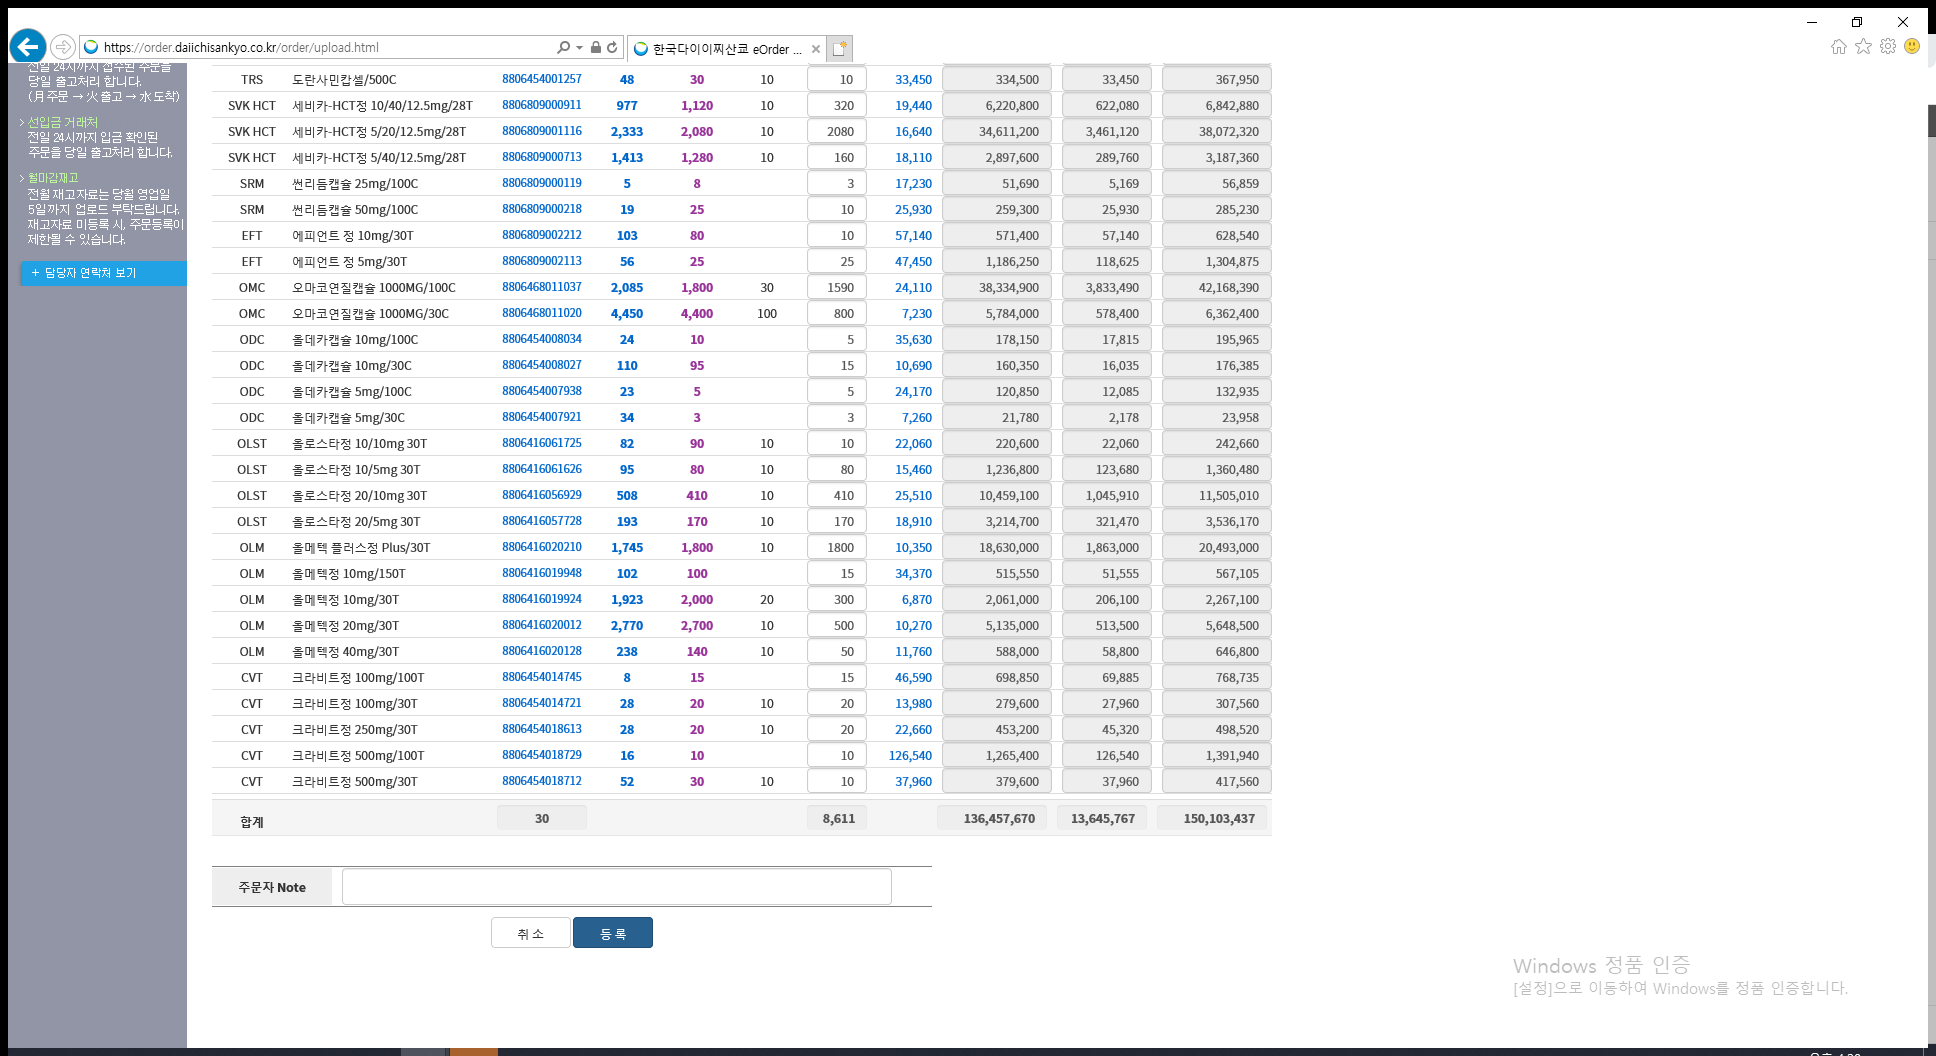 https://order.daiichisankyo.co.kr/order/upload.html
한국다이이찌산쿄 eOrder ...
전일 24시까지 접수된 주문을
당일 출고처리 합니다.
(月 주문 → 火 출고 → 水 도착)
> 선입금 거래처
전일 24시까지 입금 확인된
주문을 당일 출고처리 합니다.
> 월마감재고
전월 재고자료는 당월 영업일
5일까지 업로드 부탁드립니다.
재고자료 미등록 시, 주문등록이
제한될 수 있습니다.
+ 담당자 연락처 보기
TRS 도란사민캅셀/500C 8806454001257 48 30 10 10 33,450 334,500 33,450 367,950
SVK HCT 세비카-HCT정 10/40/12.5mg/28T 8806809000911 977 1,120 10 320 19,440 6,220,800 622,080 6,842,880
SVK HCT 세비카-HCT정 5/20/12.5mg/28T 8806809001116 2,333 2,080 10 2080 16,640 34,611,200 3,461,120 38,072,320
SVK HCT 세비카-HCT정 5/40/12.5mg/28T 8806809000713 1,413 1,280 10 160 18,110 2,897,600 289,760 3,187,360
SRM 썬리듬캡슐 25mg/100C 8806809000119 5 8 3 17,230 51,690 5,169 56,859
SRM 썬리듬캡슐 50mg/100C 8806809000218 19 25 10 25,930 259,300 25,930 285,230
EFT 에피언트 정 10mg/30T 8806809002212 103 80 10 57,140 571,400 57,140 628,540
EFT 에피언트 정 5mg/30T 8806809002113 56 25 25 47,450 1,186,250 118,625 1,304,875
OMC 오마코연질캡슐 1000MG/100C 8806468011037 2,085 1,800 30 1590 24,110 38,334,900 3,833,490 42,168,390
OMC 오마코연질캡슐 1000MG/30C 8806468011020 4,450 4,400 100 800 7,230 5,784,000 578,400 6,362,400
ODC 올데카캡슐 10mg/100C 8806454008034 24 10 5 35,630 178,150 17,815 195,965
ODC 올데카캡슐 10mg/30C 8806454008027 110 95 15 10,690 160,350 16,035 176,385
ODC 올데카캡슐 5mg/100C 8806454007938 23 5 5 24,170 120,850 12,085 132,935
ODC 올데카캡슐 5mg/30C 8806454007921 34 3 3 7,260 21,780 2,178 23,958
OLST 올로스타정 10/10mg 30T 8806416061725 82 90 10 10 22,060 220,600 22,060 242,660
OLST 올로스타정 10/5mg 30T 8806416061626 95 80 10 80 15,460 1,236,800 123,680 1,360,480
OLST 올로스타정 20/10mg 30T 8806416056929 508 410 10 410 25,510 10,459,100 1,045,910 11,505,010
OLST 올로스타정 20/5mg 30T 8806416057728 193 170 10 170 18,910 3,214,700 321,470 3,536,170
OLM 올메텍 플러스정 Plus/30T 8806416020210 1,745 1,800 10 1800 10,350 18,630,000 1,863,000 20,493,000
OLM 올메텍정 10mg/150T 8806416019948 102 100 15 34,370 515,550 51,555 567,105
OLM 올메텍정 10mg/30T 8806416019924 1,923 2,000 20 300 6,870 2,061,000 206,100 2,267,100
OLM 올메텍정 20mg/30T 8806416020012 2,770 2,700 10 500 10,270 5,135,000 513,500 5,648,500
OLM 올메텍정 40mg/30T 8806416020128 238 140 10 50 11,760 588,000 58,800 646,800
CVT 크라비트정 100mg/100T 8806454014745 8 15 15 46,590 698,850 69,885 768,735
CVT 크라비트정 100mg/30T 8806454014721 28 20 10 20 13,980 279,600 27,960 307,560
CVT 크라비트정 250mg/30T 8806454018613 28 20 10 20 22,660 453,200 45,320 498,520
CVT 크라비트정 500mg/100T 8806454018729 16 10 10 126,540 1,265,400 126,540 1,391,940
CVT 크라비트정 500mg/30T 8806454018712 52 30 10 10 37,960 379,600 37,960 417,560
합계 30 8,611 136,457,670 13,645,767 150,103,437
주문자 Note
취 소 등 록
Windows 정품 인증
[설정]으로 이동하여 Windows를 정품 인증합니다.